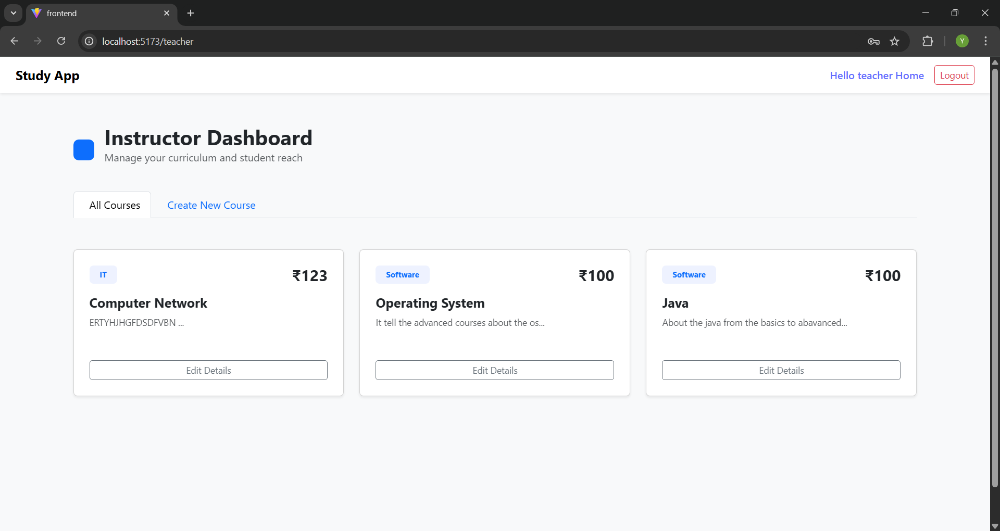 frontend
localhost:5173/teacher
Y
Study App
Hello teacher Home
Logout
Instructor Dashboard
Manage your curriculum and student reach
All Courses
Create New Course
IT
₹123
Computer Network
ERTYHJHGFDSDFVBN ...
Edit Details
Software
₹100
Operating System
It tell the advanced courses about the os...
Edit Details
Software
₹100
Java
About the java from the basics to abavanced...
Edit Details